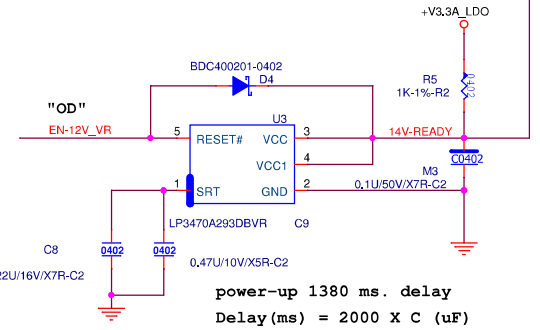 +V3.3A_LDO
BDC400201-0402
D4
R5
1K-1%-R2
0402
"OD"
EN-12V_VR
U3
5
RESET#
VCC
3
14V-READY
VCC1
4
C0402
M3
0.1U/50V/X7R-C2
1
SRT
GND
2
LP3470A293DBVR
C9
C8
0402
0402
22U/16V/X7R-C2
0.47U/10V/X5R-C2
power-up 1380 ms. delay
Delay(ms) = 2000 X C (uF)